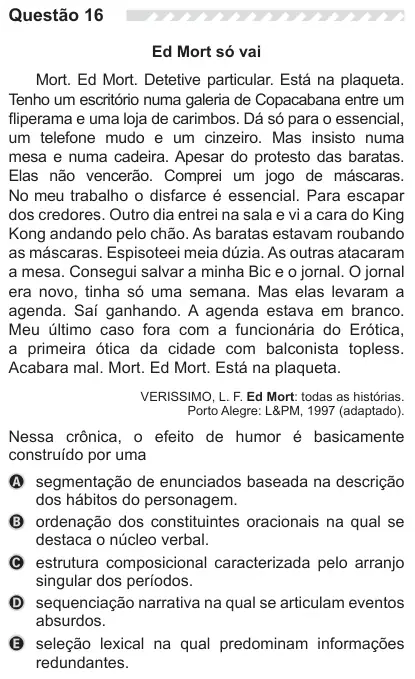 Questão 16
Ed Mort só vai
Mort. Ed Mort. Detetive particular. Está na plaqueta.
Tenho um escritório numa galeria de Copacabana entre um
fliperama e uma loja de carimbos. Dá só para o essencial,
um telefone mudo e um cinzeiro. Mas insisto numa
mesa e numa cadeira. Apesar do protesto das baratas.
Elas não vencerão. Comprei um jogo de máscaras.
No meu trabalho o disfarce é essencial. Para escapar
dos credores. Outro dia entrei na sala e vi a cara do King
Kong andando pelo chão. As baratas estavam roubando
as máscaras. Espisoteei meia dúzia. As outras atacaram
a mesa. Consegui salvar a minha Bic e o jornal. O jornal
era novo, tinha só uma semana. Mas elas levaram a
agenda. Saí ganhando. A agenda estava em branco.
Meu último caso fora com a funcionária do Erótica,
a primeira ótica da cidade com balconista topless.
Acabara mal. Mort. Ed Mort. Está na plaqueta.
VERISSIMO, L. F. Ed Mort: todas as histórias.
Porto Alegre: L&PM, 1997 (adaptado).
Nessa crônica, o efeito de humor é basicamente
construído por uma
A segmentação de enunciados baseada na descrição
dos hábitos do personagem.
B ordenação dos constituintes oracionais na qual se
destaca o núcleo verbal.
C estrutura composicional caracterizada pelo arranjo
singular dos períodos.
D sequenciação narrativa na qual se articulam eventos
absurdos.
E seleção lexical na qual predominam informações
redundantes.